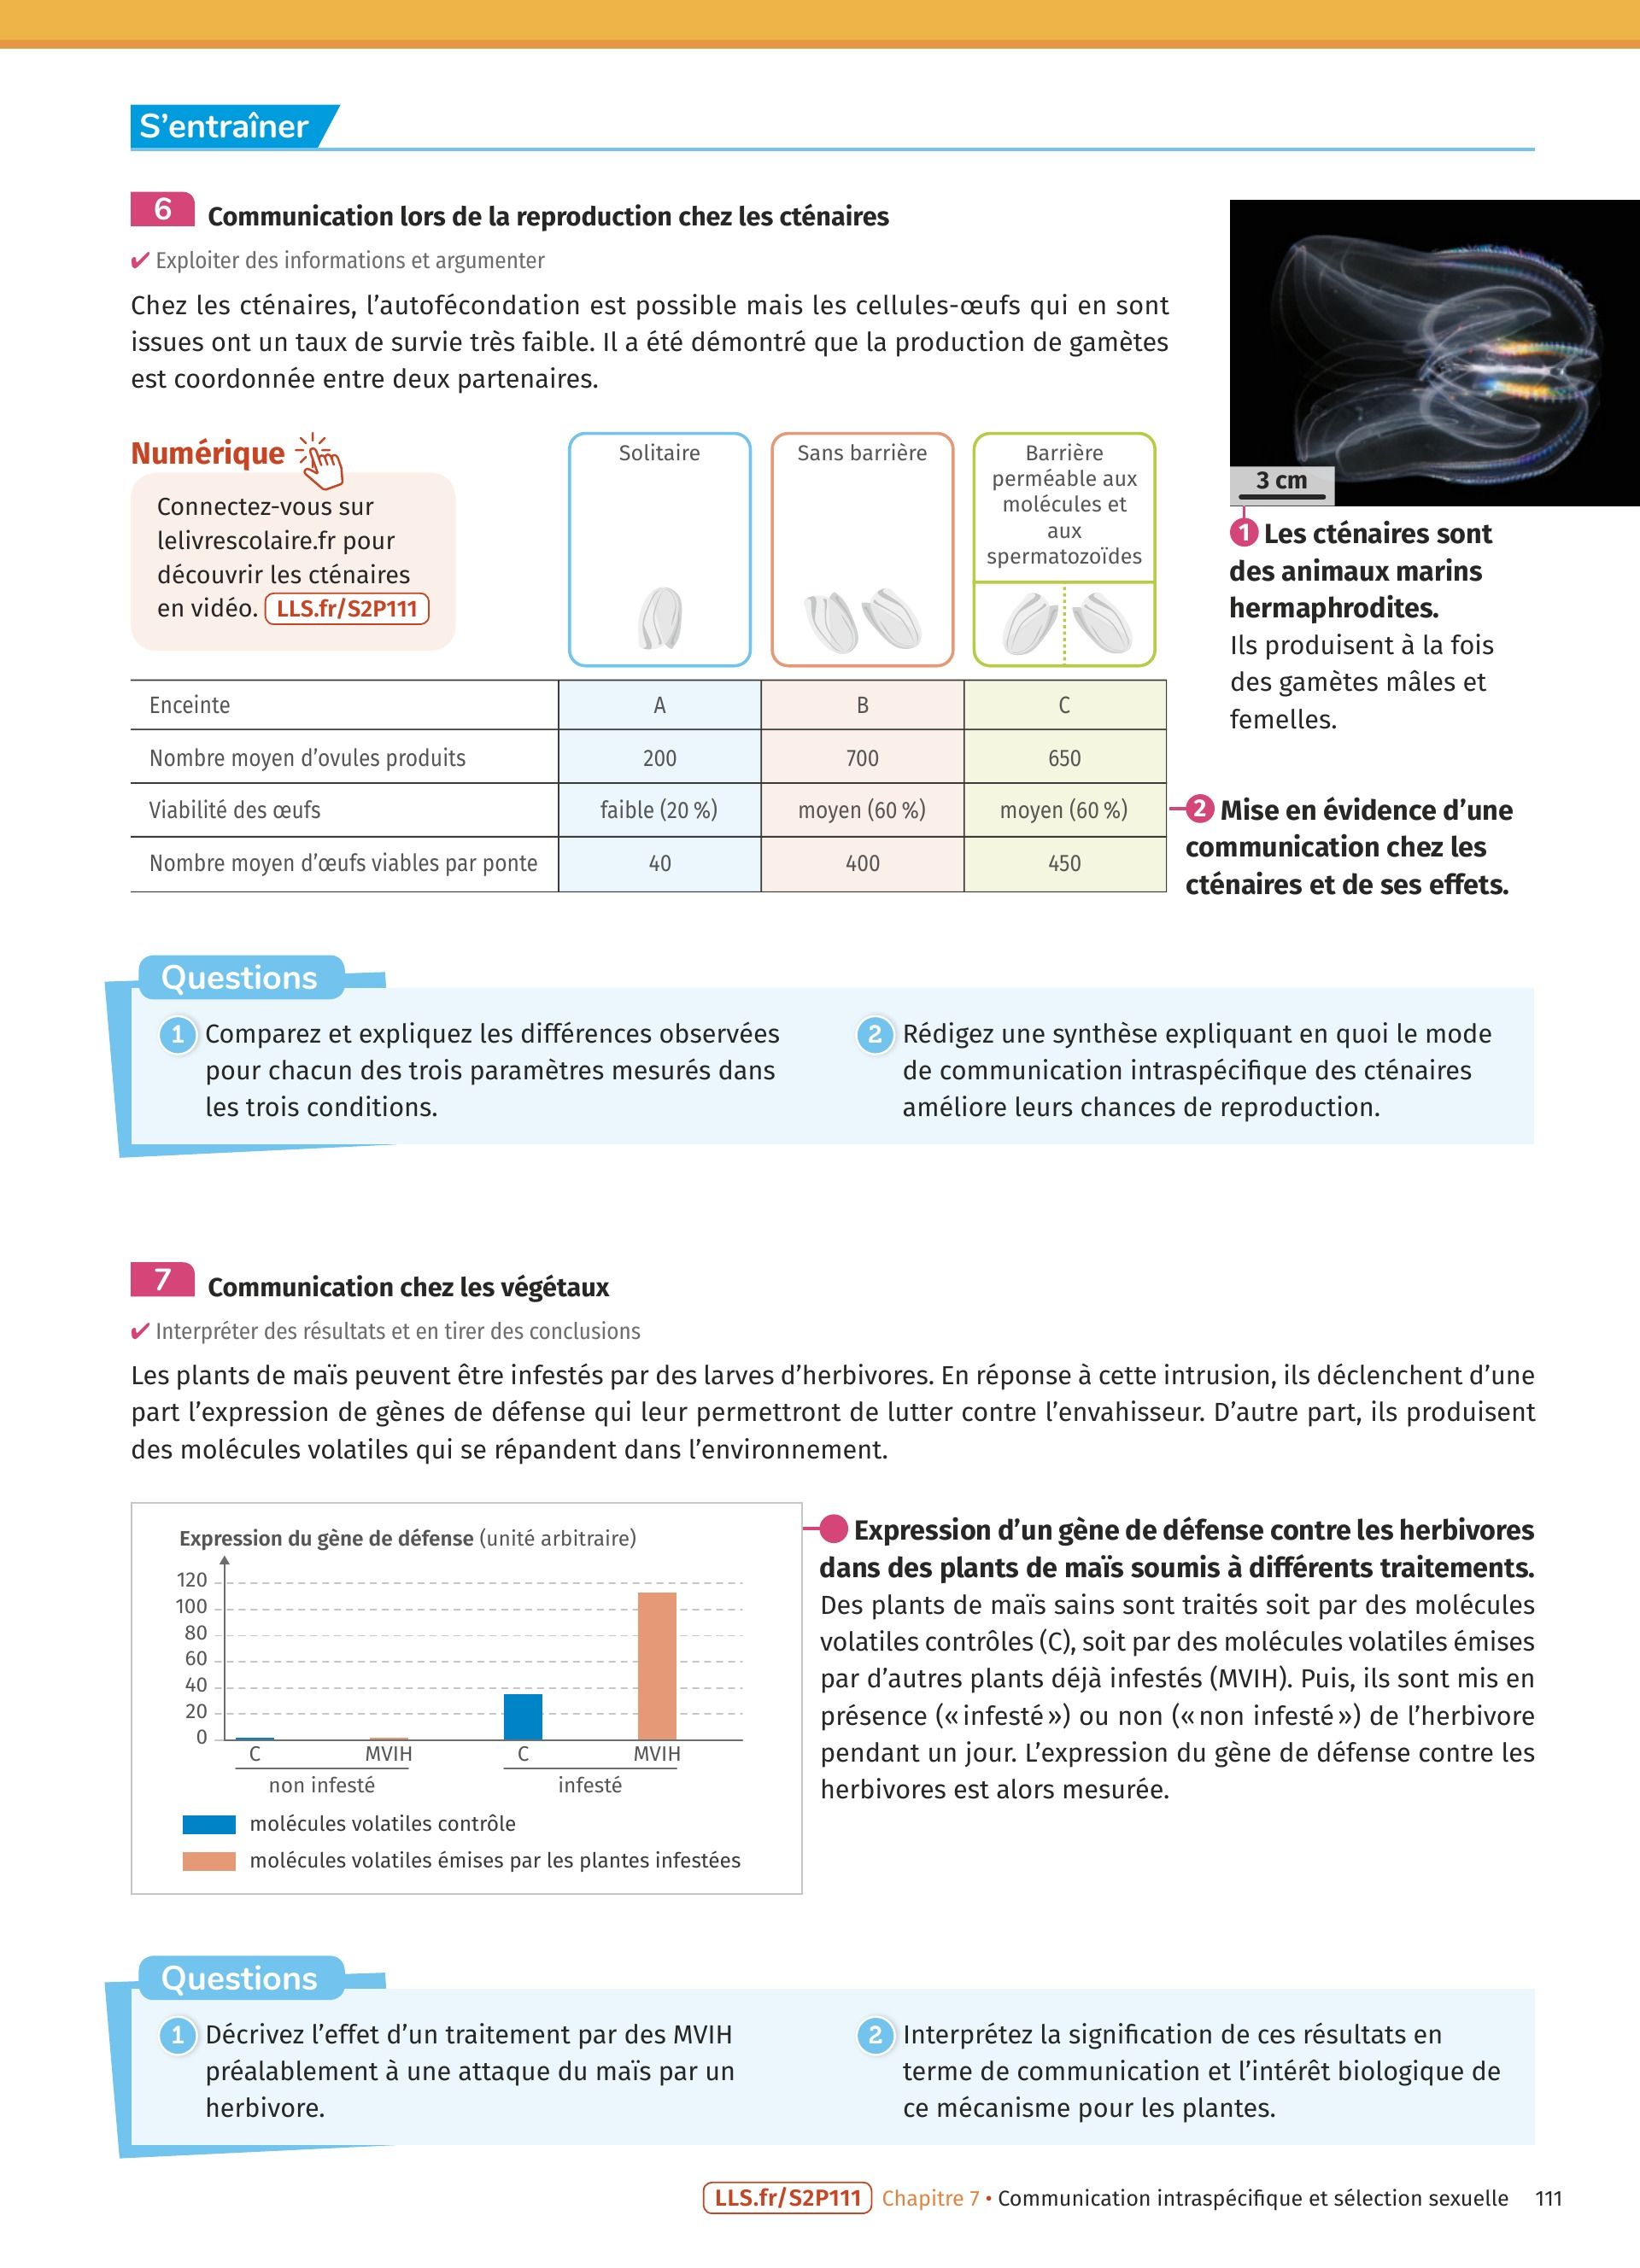 S’entraîner
6 Communication lors de la reproduction chez les cténaires
✔ Exploiter des informations et argumenter
Chez les cténaires, l’autofécondation est possible mais les cellules-œufs qui en sont
issues ont un taux de survie très faible. Il a été démontré que la production de gamètes
est coordonnée entre deux partenaires.
Numérique
Connectez-vous sur
lelivrescolaire.fr pour
découvrir les cténaires
en vidéo. LLS.fr/S2P111
Solitaire
Sans barrière
Barrière
perméable aux
molécules et
aux
spermatozoïdes
Enceinte A B C
Nombre moyen d’ovules produits 200 700 650
Viabilité des œufs faible (20 %) moyen (60 %) moyen (60 %)
Nombre moyen d’œufs viables par ponte 40 400 450
3 cm
1 Les cténaires sont
des animaux marins
hermaphrodites.
Ils produisent à la fois
des gamètes mâles et
femelles.
2 Mise en évidence d’une
communication chez les
cténaires et de ses effets.
Questions
1 Comparez et expliquez les différences observées
pour chacun des trois paramètres mesurés dans
les trois conditions.
2 Rédigez une synthèse expliquant en quoi le mode
de communication intraspécifique des cténaires
améliore leurs chances de reproduction.
7 Communication chez les végétaux
✔ Interpréter des résultats et en tirer des conclusions
Les plants de maïs peuvent être infestés par des larves d’herbivores. En réponse à cette intrusion, ils déclenchent d’une
part l’expression de gènes de défense qui leur permettront de lutter contre l’envahisseur. D’autre part, ils produisent
des molécules volatiles qui se répandent dans l’environnement.
Expression du gène de défense (unité arbitraire)
120
100
80
60
40
20
0
C MVIH C MVIH
non infesté infesté
molécules volatiles contrôle
molécules volatiles émises par les plantes infestées
Expression d’un gène de défense contre les herbivores
dans des plants de maïs soumis à différents traitements.
Des plants de maïs sains sont traités soit par des molécules
volatiles contrôles (C), soit par des molécules volatiles émises
par d’autres plants déjà infestés (MVIH). Puis, ils sont mis en
présence (« infesté ») ou non (« non infesté ») de l’herbivore
pendant un jour. L’expression du gène de défense contre les
herbivores est alors mesurée.
Questions
1 Décrivez l’effet d’un traitement par des MVIH
préalablement à une attaque du maïs par un
herbivore.
2 Interprétez la signification de ces résultats en
terme de communication et l’intérêt biologique de
ce mécanisme pour les plantes.
LLS.fr/S2P111 Chapitre 7 • Communication intraspécifique et sélection sexuelle 111